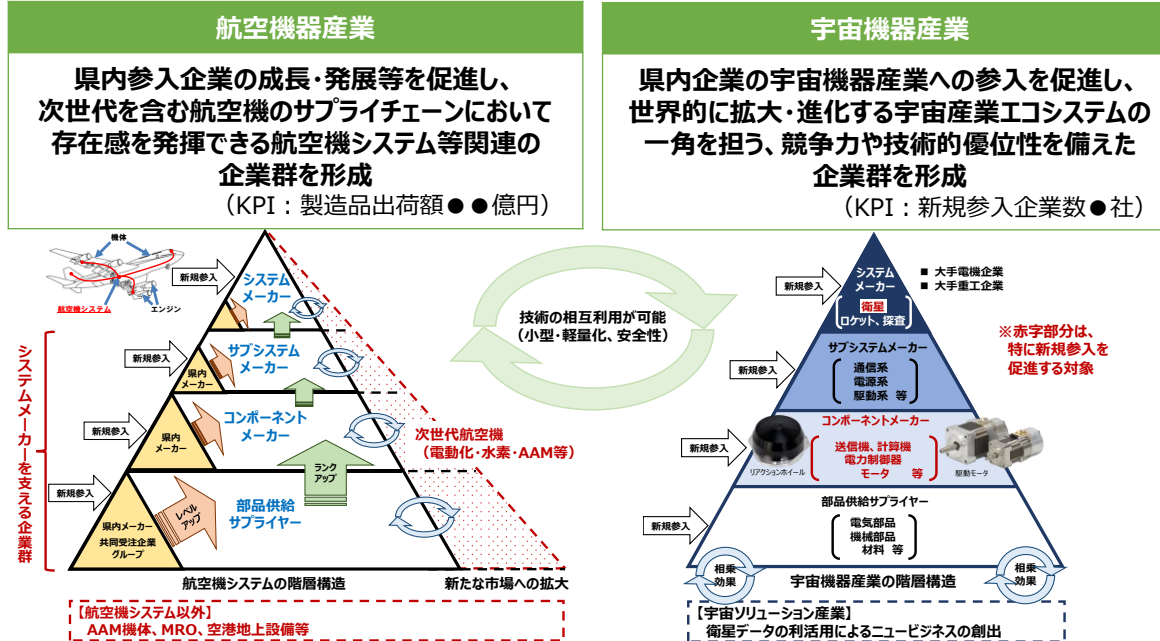 航空機器産業
県内参入企業の成長・発展等を促進し、
次世代を含む航空機のサプライチェーンにおいて
存在感を発揮できる航空機システム等関連の
企業群を形成
（KPI：製造品出荷額●●億円）
機体
航空機システム
エンジン
新規参入
システム
メーカー
新規参入
県内
メーカー
サブシステム
メーカー
新規参入
県内
メーカー
コンポーネント
メーカー
新規参入
県内メーカー
共同受注企業
グループ
レベル
アップ
ランク
アップ
部品供給
サプライヤー
システムメーカーを支える企業群
次世代航空機
（電動化・水素・AAM等）
航空機システムの階層構造
新たな市場への拡大
【航空機システム以外】
AAM機体、MRO、空港地上設備等
技術の相互利用が可能
（小型・軽量化、安全性）
宇宙機器産業
県内企業の宇宙機器産業への参入を促進し、
世界的に拡大・進化する宇宙産業エコシステムの
一角を担う、競争力や技術的優位性を備えた
企業群を形成
（KPI：新規参入企業数●社）
新規参入
システム
メーカー
衛星
ロケット、探査
■ 大手電機企業
■ 大手重工企業
※赤字部分は、
特に新規参入を
促進する対象
新規参入
サブシステムメーカー
通信系
電源系
駆動系 等
新規参入
コンポーネントメーカー
送信機、計算機
電力制御器
モータ 等
リアクションホイール
駆動モータ
新規参入
部品供給サプライヤー
電気部品
機械部品
材料 等
相乗
効果
相乗
効果
宇宙機器産業の階層構造
【宇宙ソリューション産業】
衛星データの利活用によるニュービジネスの創出